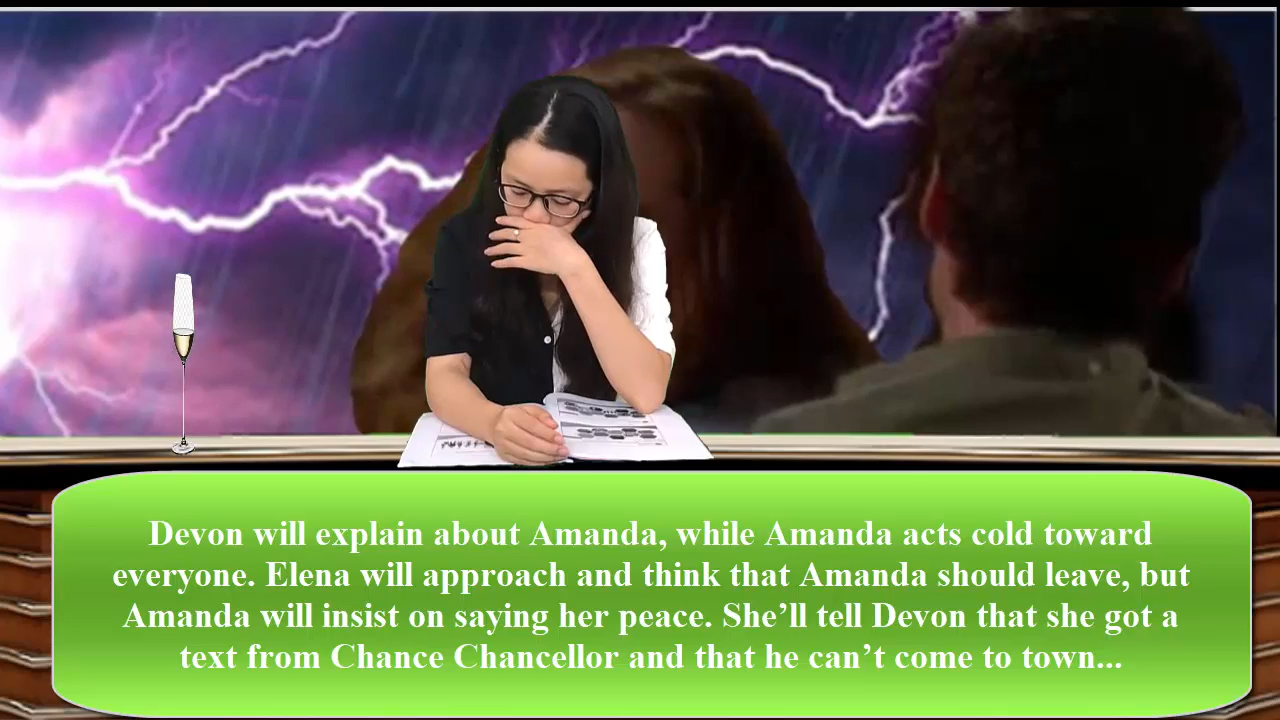 Devon will explain about Amanda, while Amanda acts cold toward
everyone. Elena will approach and think that Amanda should leave, but
Amanda will insist on saying her peace. She’ll tell Devon that she got a
text from Chance Chancellor and that he can’t come to town...